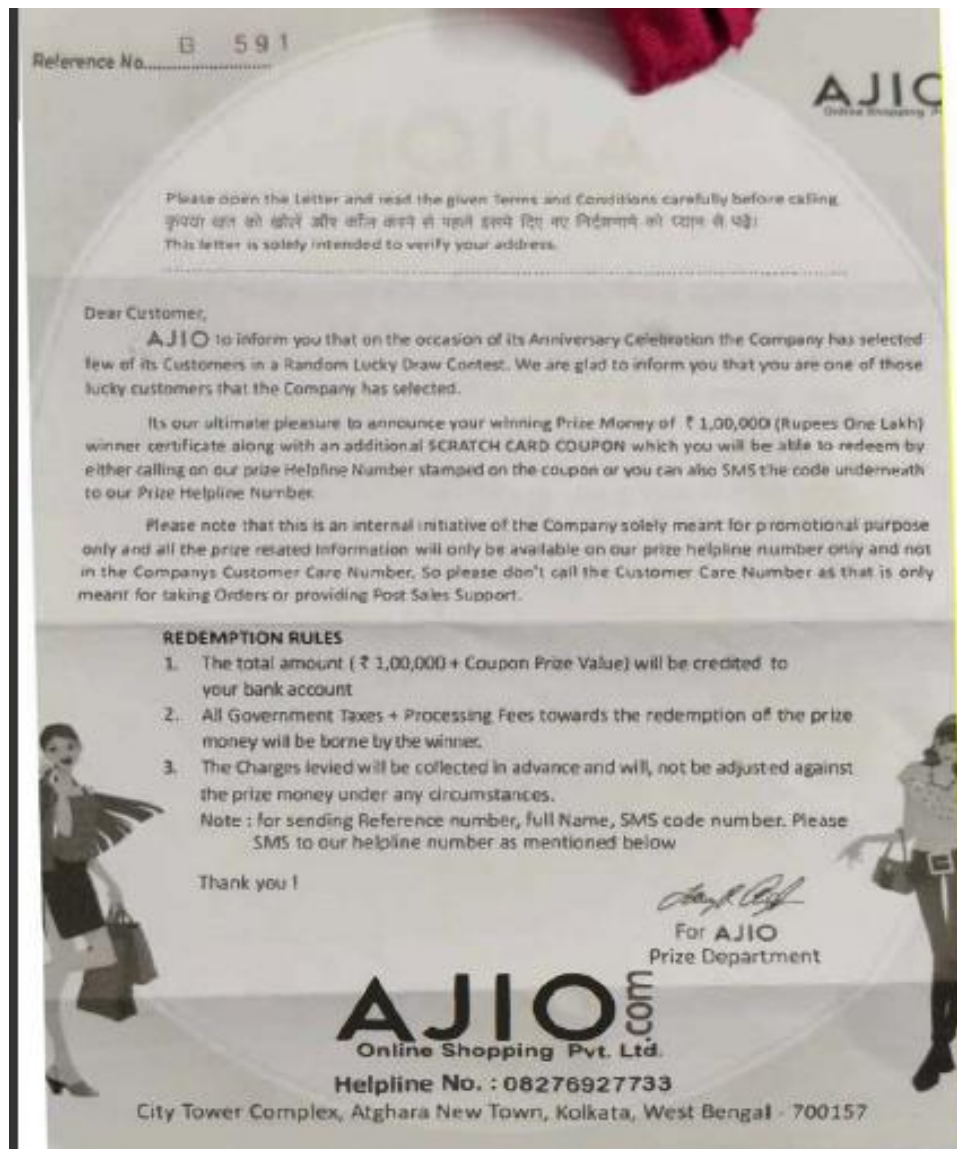 Reference No............................ B 591
AJIO
Online Shopping
Please open the Letter and read the given Terms and Conditions carefully before calling
कृपया खत को खोलें और कॉल करने से पहले इसमे दिए गए को ध्यान से पढ़े।
This letter is solely intended to verify your address.
Dear Customer,
AJIO to inform you that on the occasion of its Anniversary Celebration the Company has selected
few of its Customers in a Random Lucky Draw Contest. We are glad to inform you that you are one of those
lucky customers that the Company has selected.
Its our ultimate pleasure to announce your winning Prize Money of ₹ 1,00,000 (Rupees One Lakh)
winner certificate along with an additional SCRATCH CARD COUPON which you will be able to redeem by
either calling on our prize Helpline Number stamped on the coupon or you can also SMS the code underneath
to our Prize Helpline Number.
Please note that this is an internal initiative of the Company solely meant for promotional purpose
only and all the prize related Information will only be available on our prize helpline number only and not
in the Companys Customer Care Number. So please don't call the Customer Care Number as that is only
meant for taking Orders or providing Post Sales Support.
REDEMPTION RULES
1. The total amount ( ₹ 1,00,000 + Coupon Prize Value) will be credited to
your bank account
2. All Government Taxes + Processing Fees towards the redemption of the prize
money will be borne by the winner.
3. The Charges levied will be collected in advance and will, not be adjusted against
the prize money under any circumstances.
Note : for sending Reference number, full Name, SMS code number. Please
SMS to our helpline number as mentioned below
Thank you !
For AJIO
Prize Department
AJIO.com
Online Shopping Pvt. Ltd.
Helpline No. : 08276927733
City Tower Complex, Atghara New Town, Kolkata, West Bengal - 700157